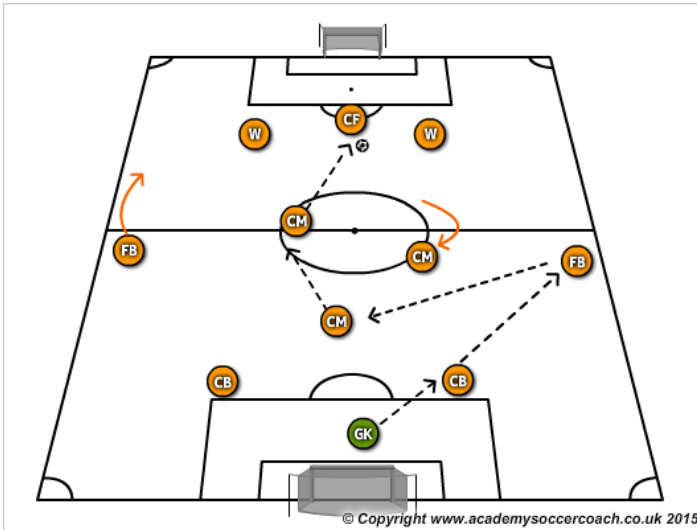 CF
W W
CM
FB CM FB
CM
CB CB
GK
© Copyright www.academysoccercoach.co.uk 2015